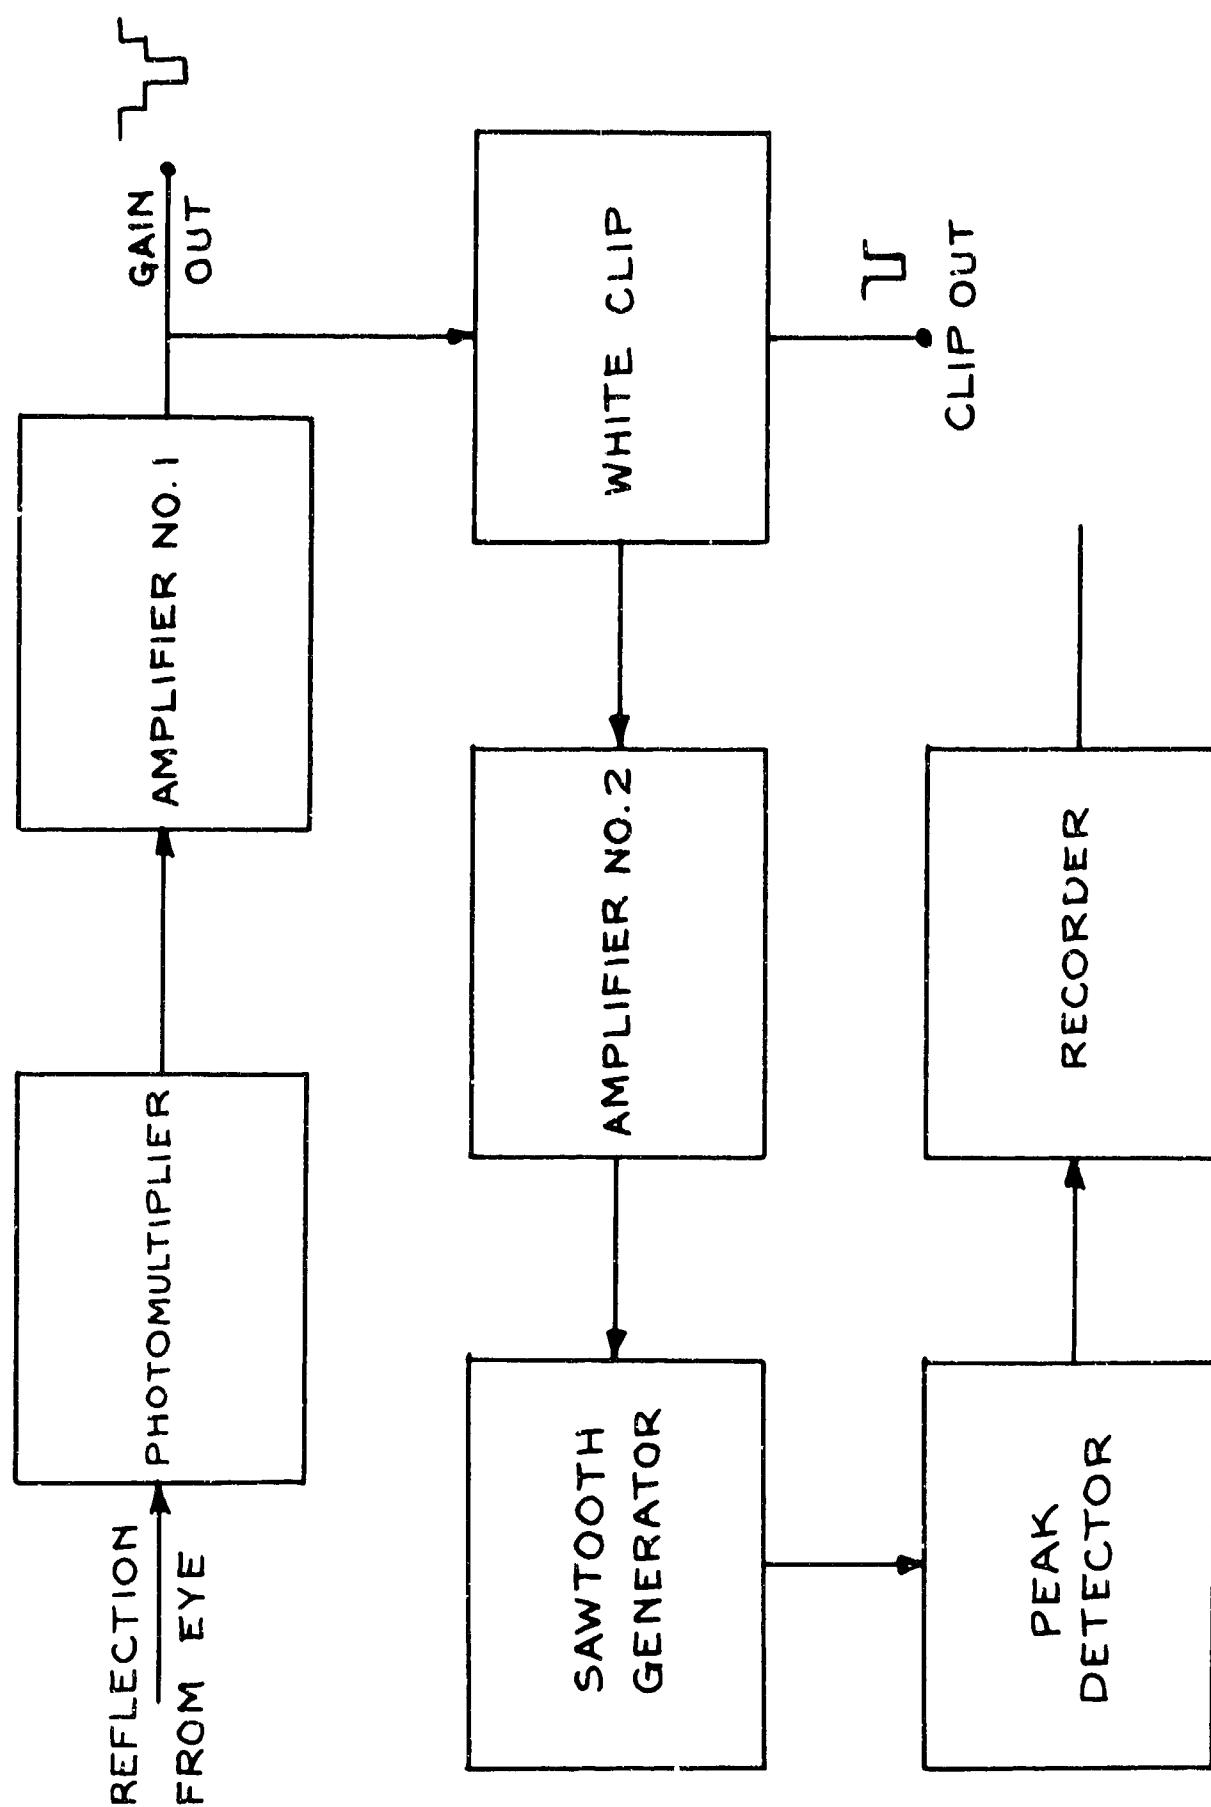 REFLECTION
FROM EYE
PHOTOMULTIPLIER
AMPLIFIER NO.1
GAIN
OUT
WHITE CLIP
CLIP OUT
AMPLIFIER NO.2
SAWTOOTH
GENERATOR
PEAK
DETECTOR
RECORDER